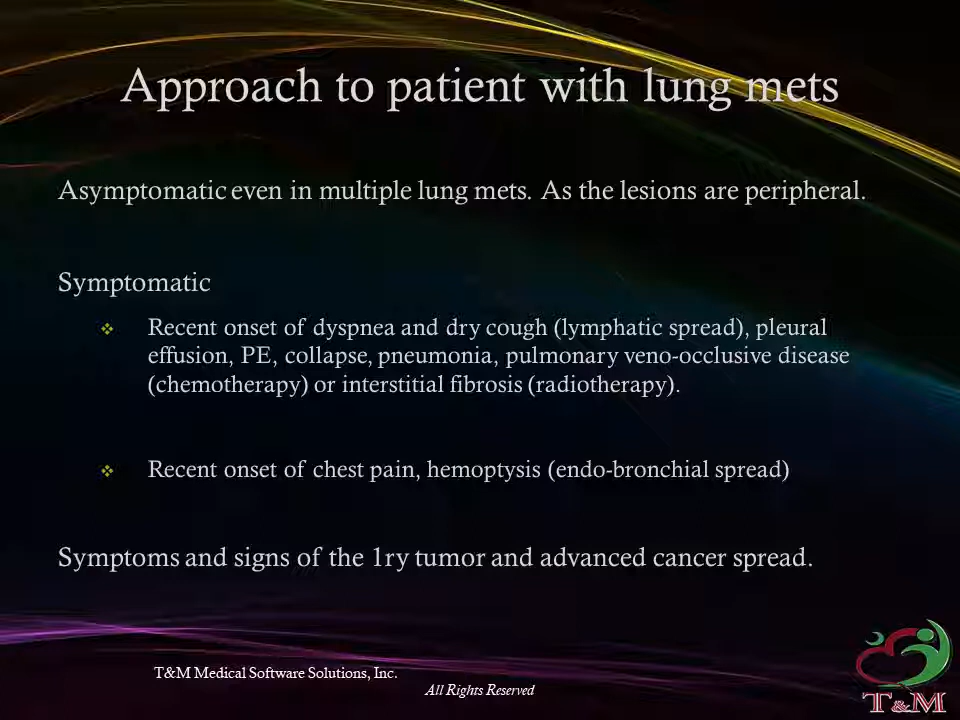 Approach to patient with lung mets
Asymptomatic even in multiple lung mets. As the lesions are peripheral.
Symptomatic
Recent onset of dyspnea and dry cough (lymphatic spread), pleural
effusion, PE, collapse, pneumonia, pulmonary veno-occlusive disease
(chemotherapy) or interstitial fibrosis (radiotherapy).
Recent onset of chest pain, hemoptysis (endo-bronchial spread)
Symptoms and signs of the 1ry tumor and advanced cancer spread.
T&M Medical Software Solutions, Inc.
All Rights Reserved
T&M